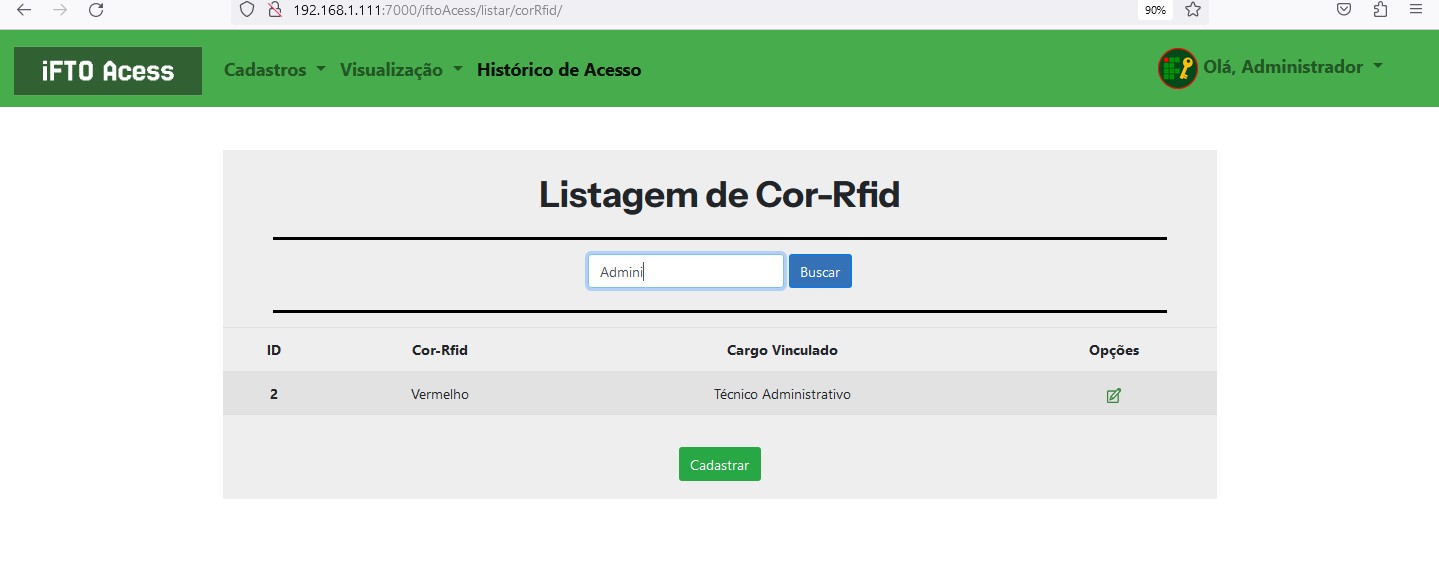 192.168.1.111:7000/iftoAcess/listar/corRfid/ 90%
iFTO Acess Cadastros Visualização Histórico de Acesso Olá, Administrador
Listagem de Cor-Rfid
Admini Buscar
ID Cor-Rfid Cargo Vinculado Opções
2 Vermelho Técnico Administrativo
Cadastrar